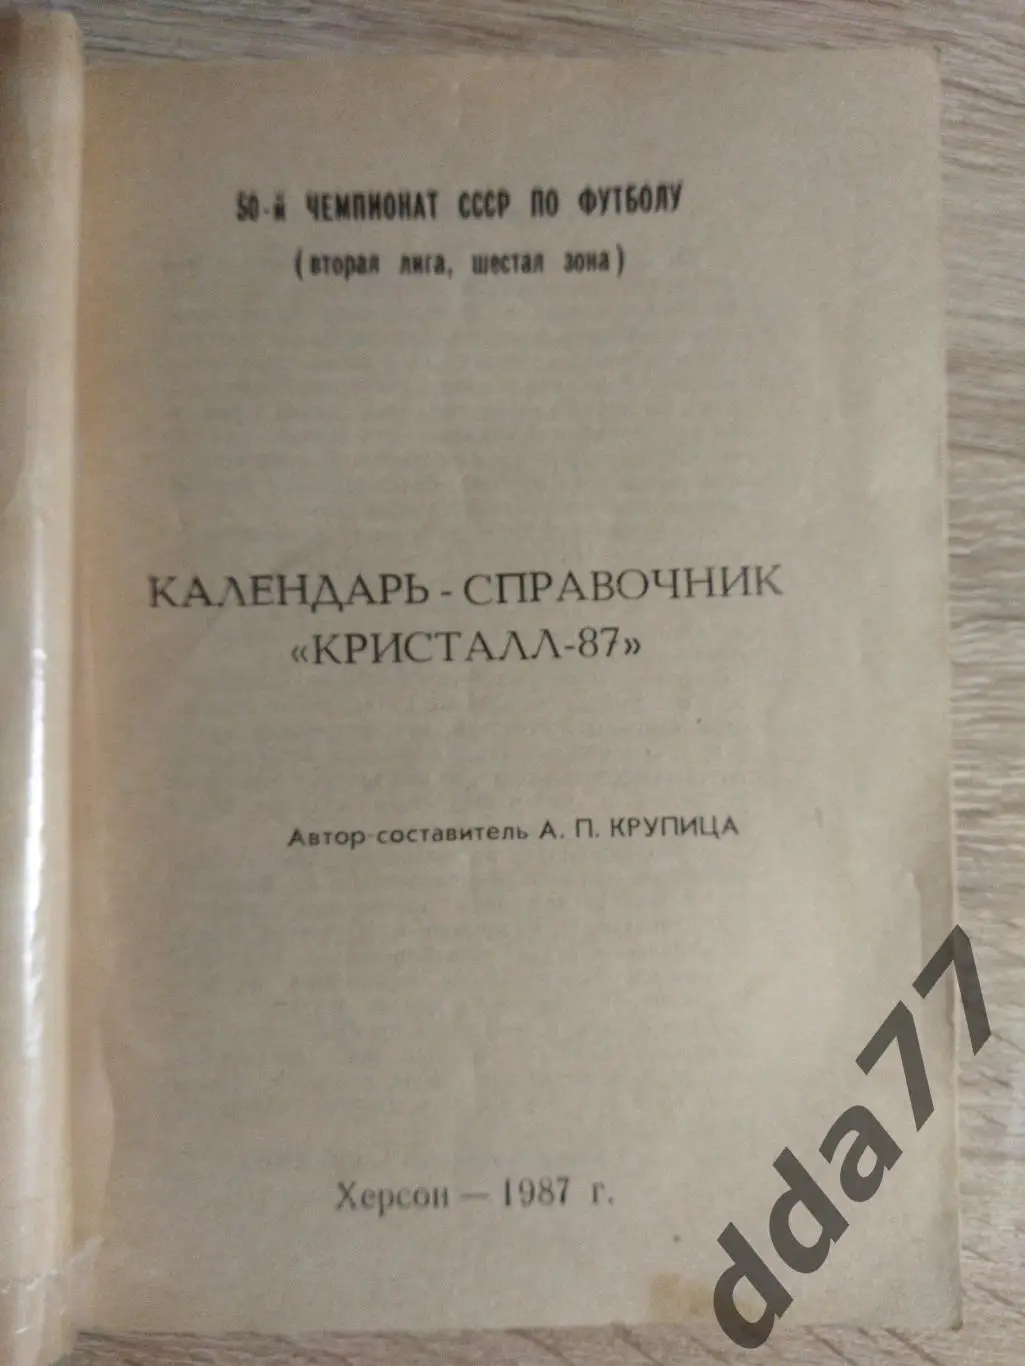 50-й ЧЕМПИОНАТ СССР ПО ФУТБОЛУ
(вторая лига, шестая зона)
КАЛЕНДАРЬ - СПРАВОЧНИК
«КРИСТАЛЛ-87»
Автор-составитель А. П. КРУПИЦА
Херсон — 1987 г.
dda77